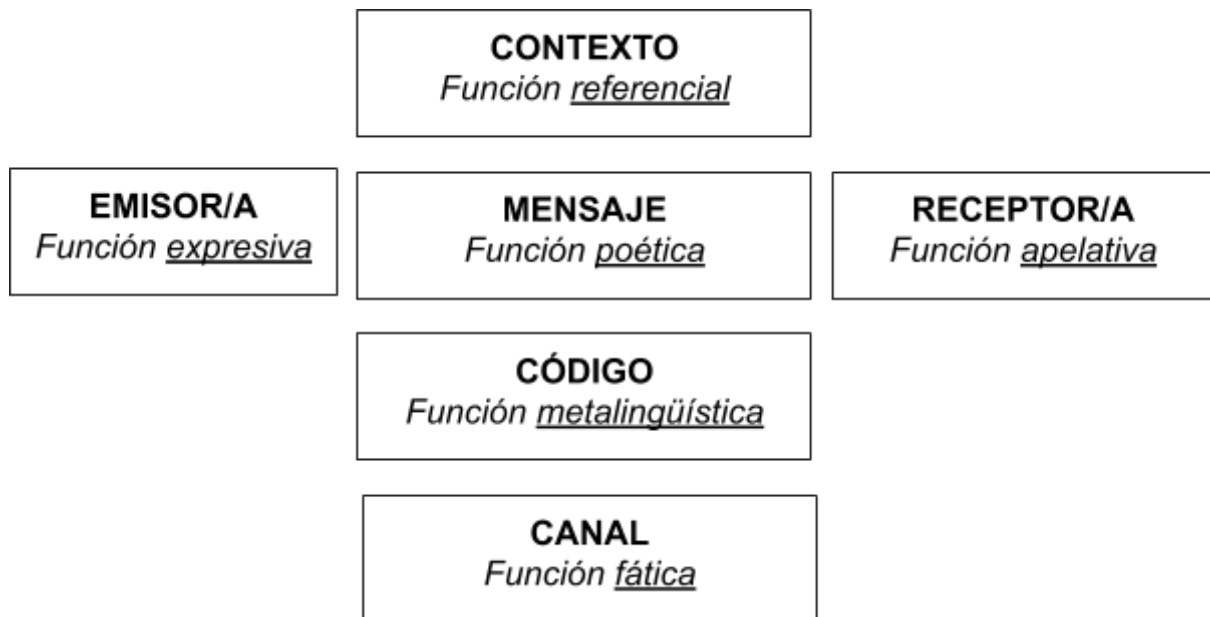 CONTEXTO
Función referencial
EMISOR/A
Función expresiva
MENSAJE
Función poética
RECEPTOR/A
Función apelativa
CÓDIGO
Función metalingüística
CANAL
Función fática